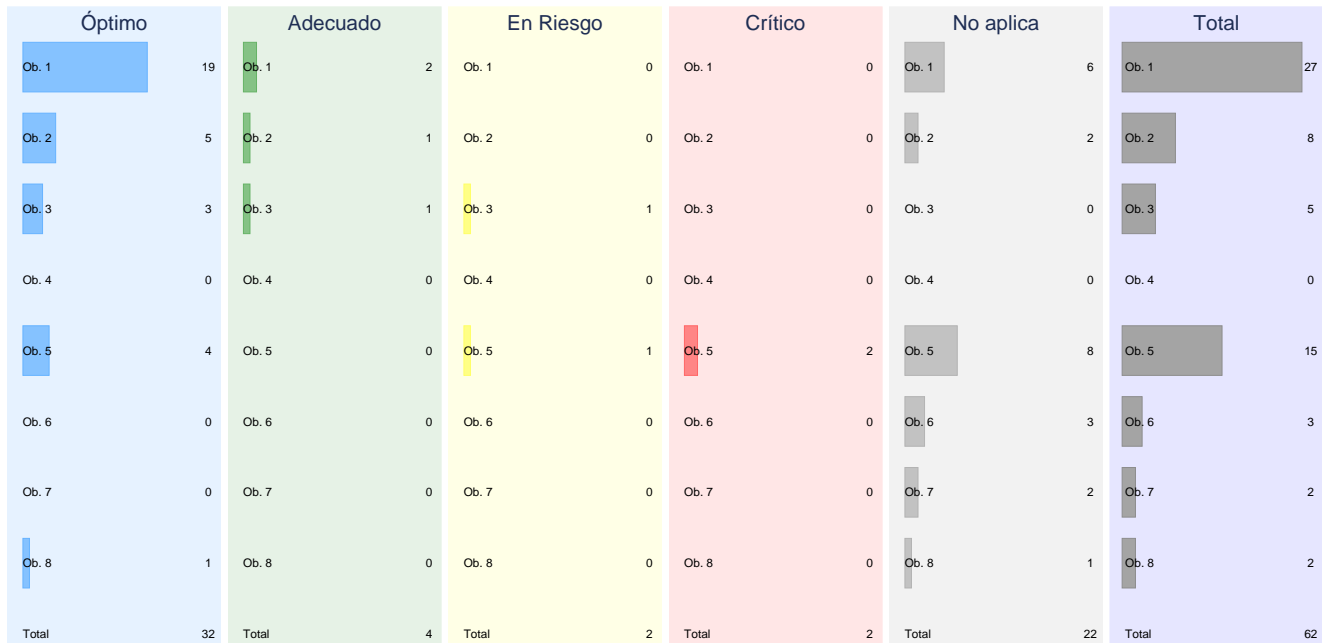 Óptimo Adecuado En Riesgo Crítico No aplica Total
Ob. 1 19 Ob. 1 2 Ob. 1 0 Ob. 1 0 Ob. 1 6 Ob. 1 27
Ob. 2 5 Ob. 2 1 Ob. 2 0 Ob. 2 0 Ob. 2 2 Ob. 2 8
Ob. 3 3 Ob. 3 1 Ob. 3 1 Ob. 3 0 Ob. 3 0 Ob. 3 5
Ob. 4 0 Ob. 4 0 Ob. 4 0 Ob. 4 0 Ob. 4 0 Ob. 4 0
Ob. 5 4 Ob. 5 0 Ob. 5 1 Ob. 5 2 Ob. 5 8 Ob. 5 15
Ob. 6 0 Ob. 6 0 Ob. 6 0 Ob. 6 0 Ob. 6 3 Ob. 6 3
Ob. 7 0 Ob. 7 0 Ob. 7 0 Ob. 7 0 Ob. 7 2 Ob. 7 2
Ob. 8 1 Ob. 8 0 Ob. 8 0 Ob. 8 0 Ob. 8 1 Ob. 8 2
Total 32 Total 4 Total 2 Total 2 Total 22 Total 62